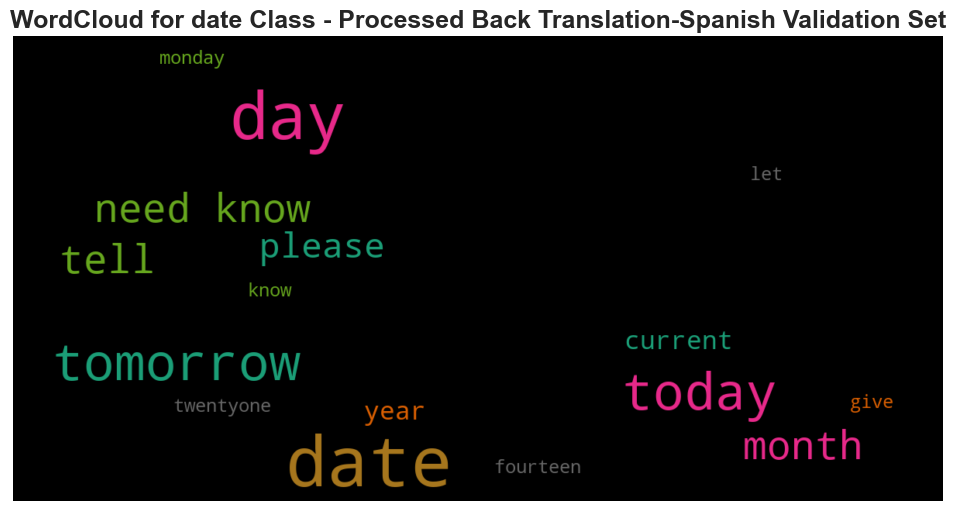 WordCloud for date Class - Processed Back Translation-Spanish Validation Set
monday
day
let
need know
please
tell
know
current
tomorrow
today
give
twentyone
year
month
date
fourteen